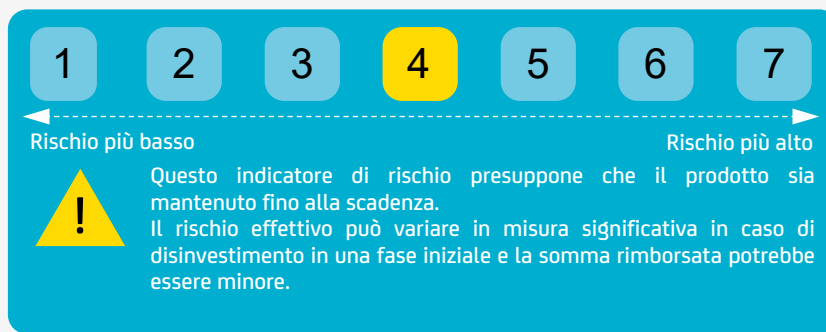 1 2 3 4 5 6 7
Rischio più basso Rischio più alto
Questo indicatore di rischio presuppone che il prodotto sia
mantenuto fino alla scadenza.
Il rischio effettivo può variare in misura significativa in caso di
disinvestimento in una fase iniziale e la somma rimborsata potrebbe
essere minore.
!